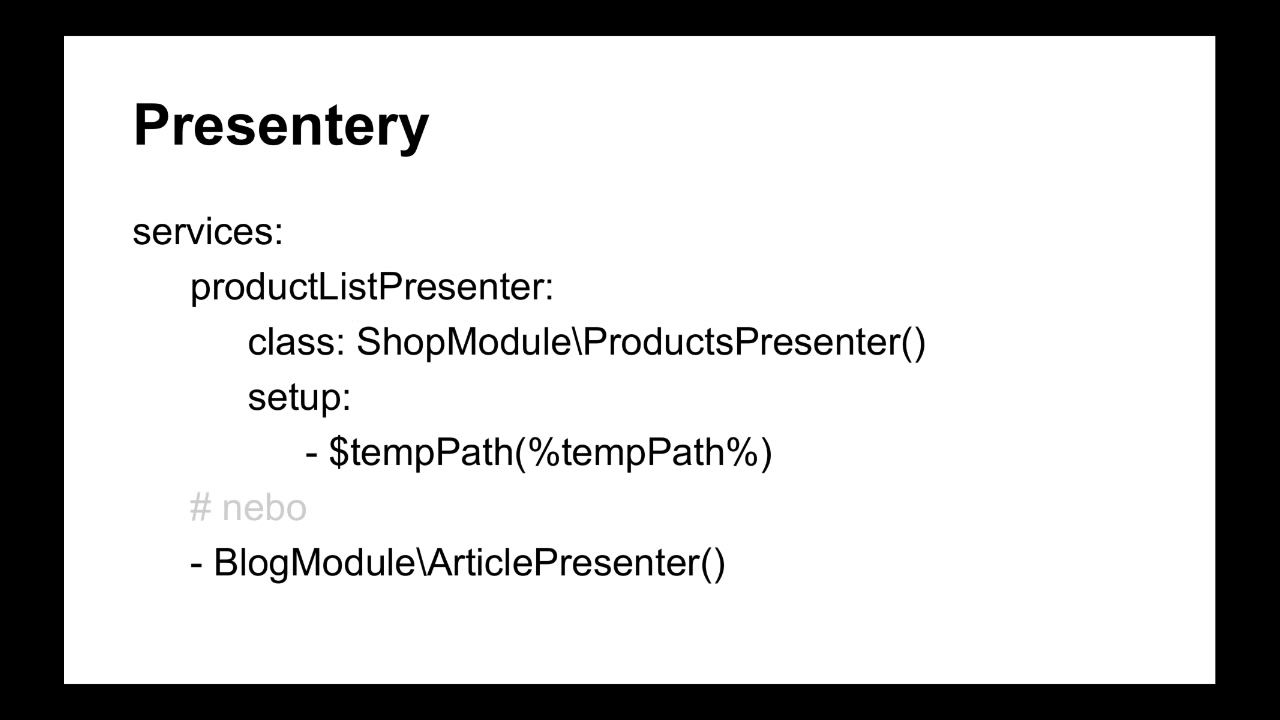 Presentery
services:
productListPresenter:
class: ShopModule\ProductsPresenter()
setup:
- $tempPath(%tempPath%)
# nebo
- BlogModule\ArticlePresenter()